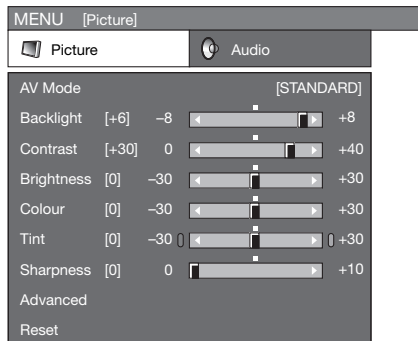 MENU [Picture]
Picture Audio
AV Mode [STANDARD]
Backlight [+6] –8 +8
Contrast [+30] 0 +40
Brightness [0] –30 +30
Colour [0] –30 +30
Tint [0] –30 +30
Sharpness [0] 0 +10
Advanced
Reset